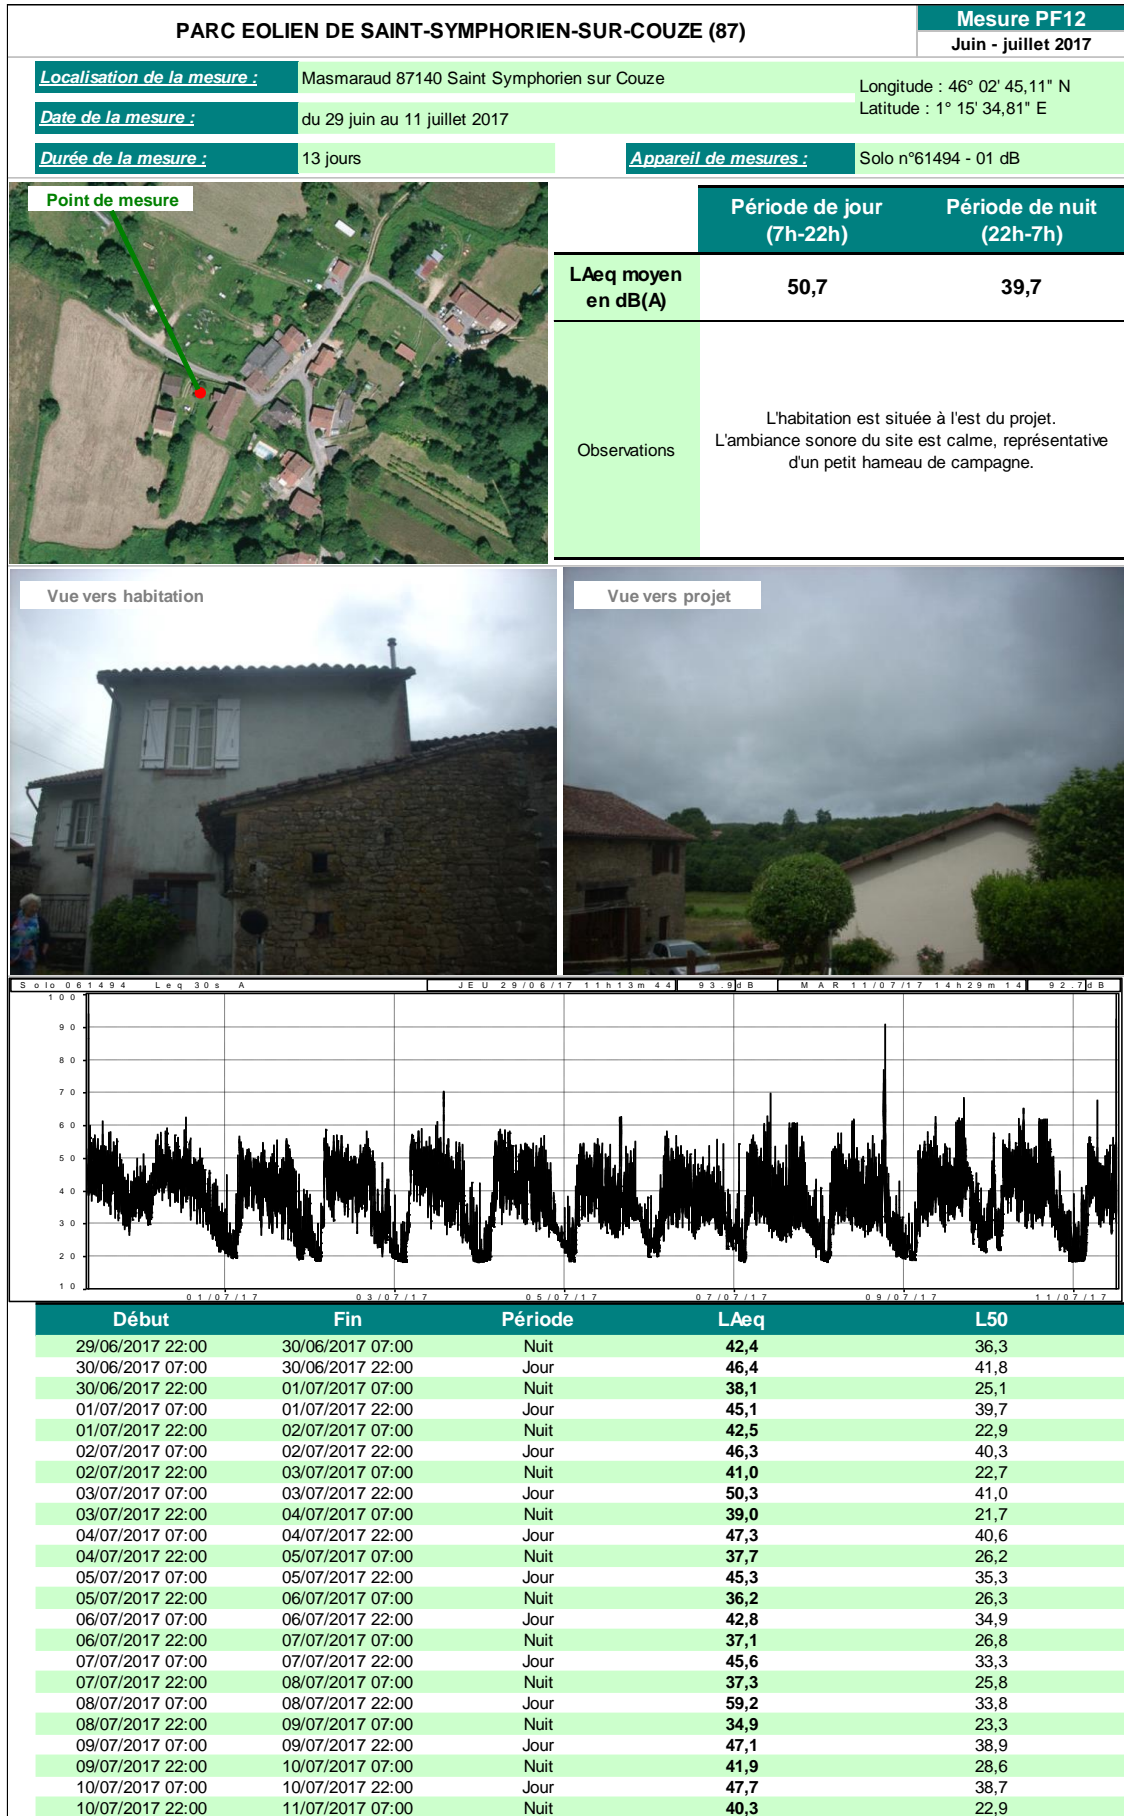 PARC EOLIEN DE SAINT-SYMPHORIEN-SUR-COUZE (87)
Mesure PF12
Juin - juillet 2017
Localisation de la mesure :
Masmaraud 87140 Saint Symphorien sur Couze
Longitude : 46° 02' 45,11" N
Latitude : 1° 15' 34,81" E
Date de la mesure :
du 29 juin au 11 juillet 2017
Durée de la mesure :
13 jours
Appareil de mesures :
Solo n°61494 - 01 dB
Point de mesure
Période de jour
(7h-22h)
Période de nuit
(22h-7h)
LAeq moyen
en dB(A)
50,7
39,7
Observations
L'habitation est située à l'est du projet.
L'ambiance sonore du site est calme, représentative
d'un petit hameau de campagne.
Vue vers habitation
Vue vers projet
Solo 061494 Leq 30s A
JEU 29/06/17 11h13m44
93.9 dB
MAR 11/07/17 14h29m14
92.7 dB
100
90
80
70
60
50
40
30
20
10
01/07/17
03/07/17
05/07/17
07/07/17
09/07/17
11/07/17
Début Fin Période LAeq L50
29/06/2017 22:00 30/06/2017 07:00 Nuit 42,4 36,3
30/06/2017 07:00 30/06/2017 22:00 Jour 46,4 41,8
30/06/2017 22:00 01/07/2017 07:00 Nuit 38,1 25,1
01/07/2017 07:00 01/07/2017 22:00 Jour 45,1 39,7
01/07/2017 22:00 02/07/2017 07:00 Nuit 42,5 22,9
02/07/2017 07:00 02/07/2017 22:00 Jour 46,3 40,3
02/07/2017 22:00 03/07/2017 07:00 Nuit 41,0 22,7
03/07/2017 07:00 03/07/2017 22:00 Jour 50,3 41,0
03/07/2017 22:00 04/07/2017 07:00 Nuit 39,0 21,7
04/07/2017 07:00 04/07/2017 22:00 Jour 47,3 40,6
04/07/2017 22:00 05/07/2017 07:00 Nuit 37,7 26,2
05/07/2017 07:00 05/07/2017 22:00 Jour 45,3 35,3
05/07/2017 22:00 06/07/2017 07:00 Nuit 36,2 26,3
06/07/2017 07:00 06/07/2017 22:00 Jour 42,8 34,9
06/07/2017 22:00 07/07/2017 07:00 Nuit 37,1 26,8
07/07/2017 07:00 07/07/2017 22:00 Jour 45,6 33,3
07/07/2017 22:00 08/07/2017 07:00 Nuit 37,3 25,8
08/07/2017 07:00 08/07/2017 22:00 Jour 59,2 33,8
08/07/2017 22:00 09/07/2017 07:00 Nuit 34,9 23,3
09/07/2017 07:00 09/07/2017 22:00 Jour 47,1 38,9
09/07/2017 22:00 10/07/2017 07:00 Nuit 41,9 28,6
10/07/2017 07:00 10/07/2017 22:00 Jour 47,7 38,7
10/07/2017 22:00 11/07/2017 07:00 Nuit 40,3 22,9